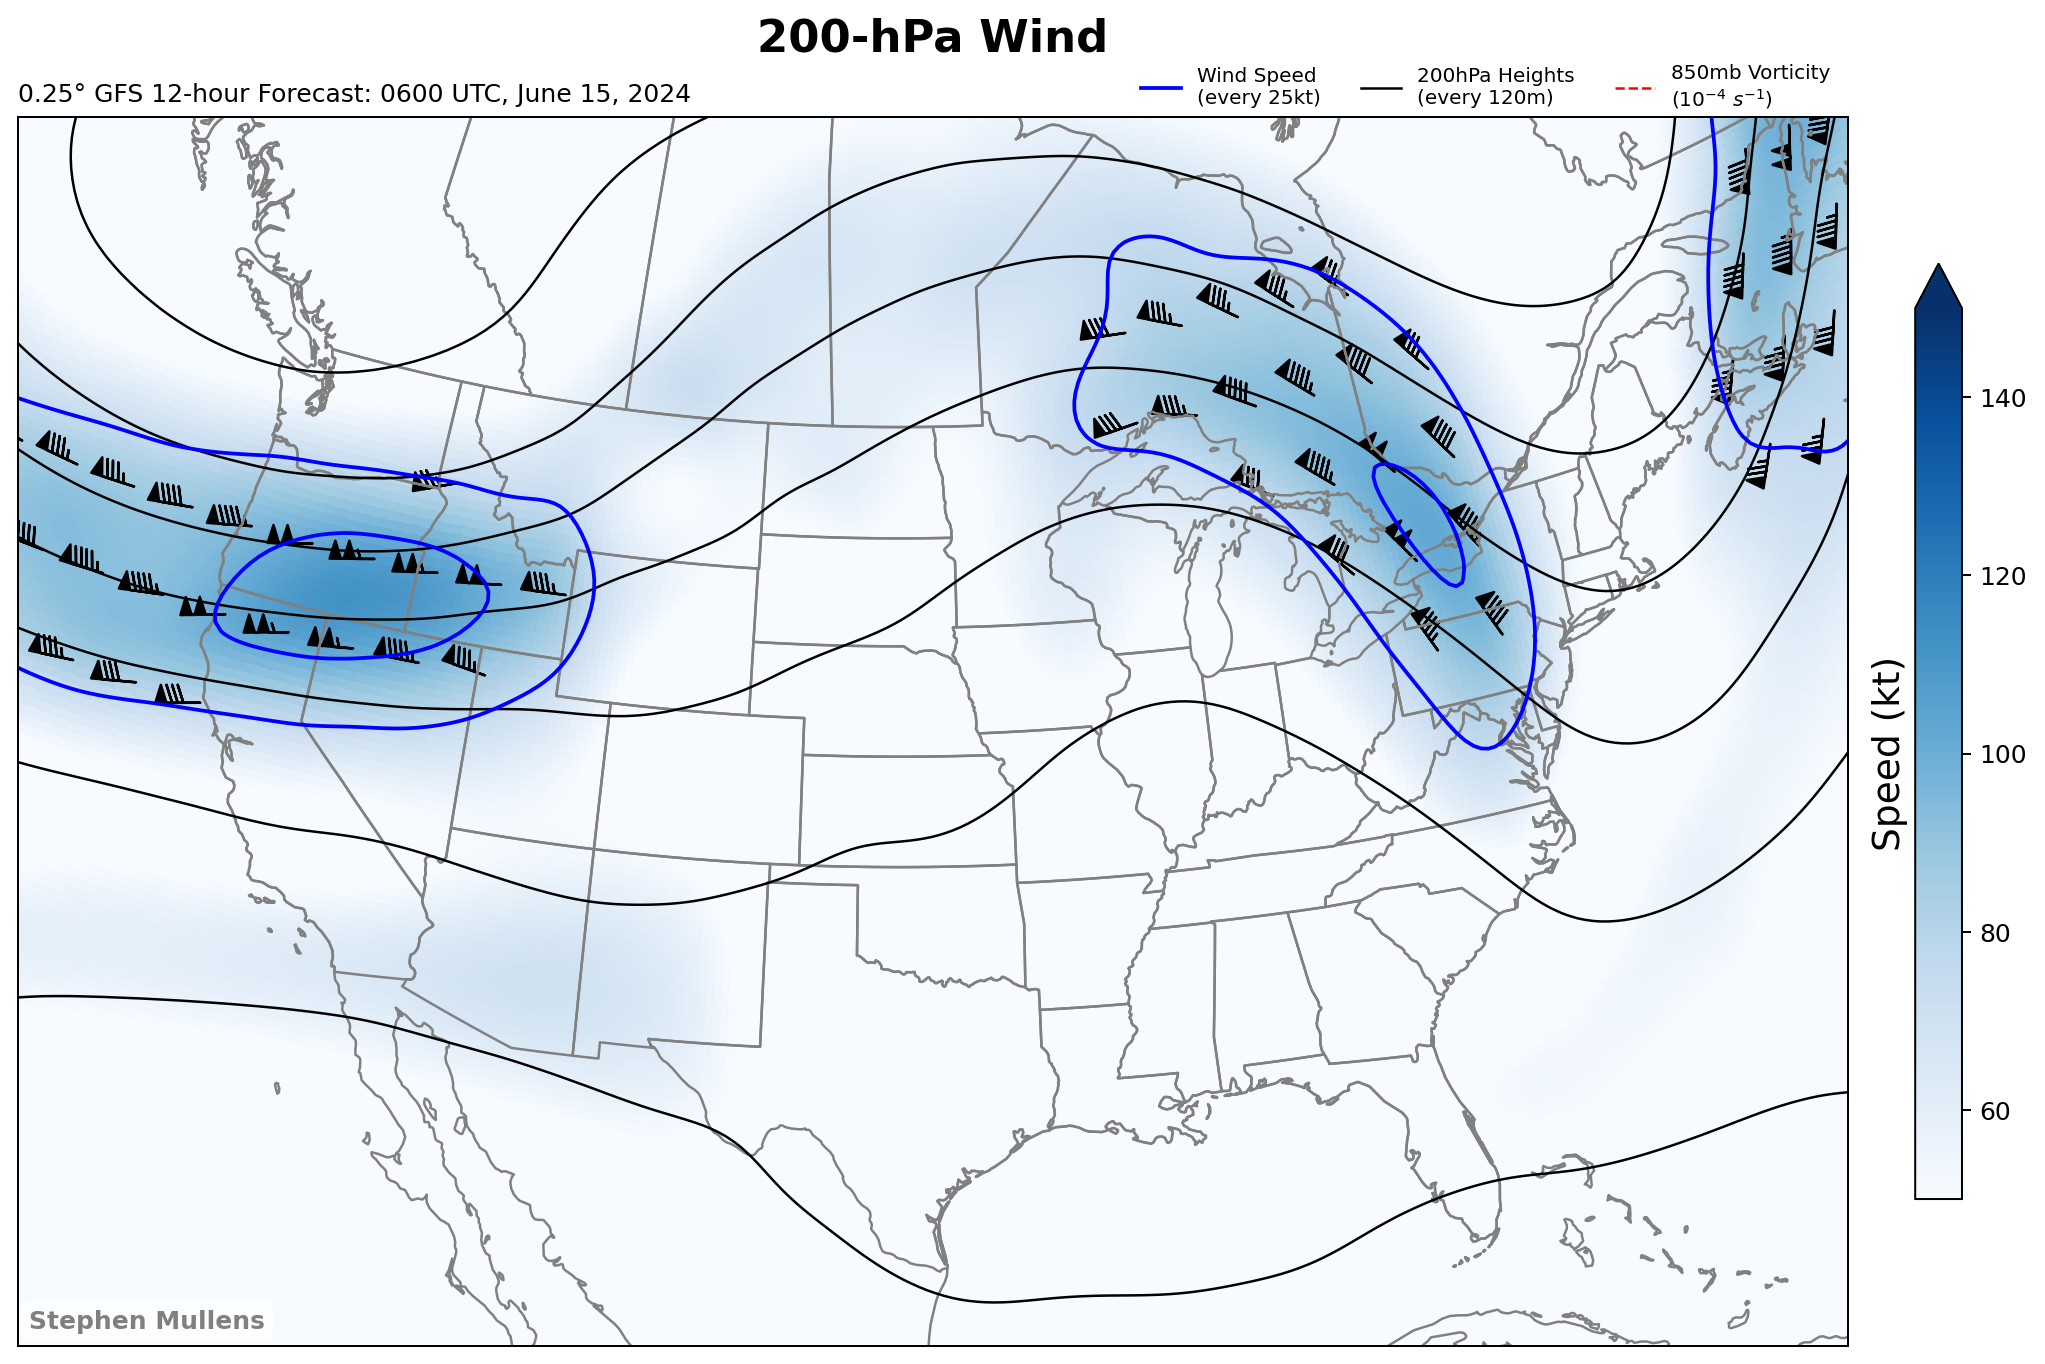 200-hPa Wind
0.25° GFS 12-hour Forecast: 0600 UTC, June 15, 2024
Wind Speed
(every 25kt)
200hPa Heights
(every 120m)
850mb Vorticity
(10⁻⁴ s⁻¹)
140
120
100
80
60
Speed (kt)
Stephen Mullens